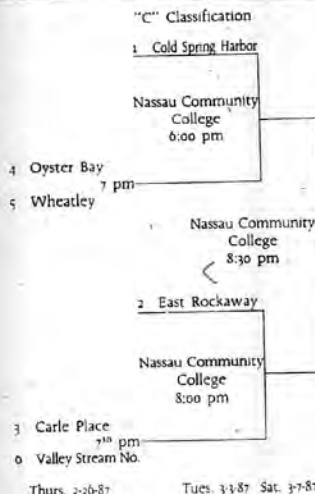 "C" Classification
1 Cold Spring Harbor
Nassau Community
College
6:00 pm
4 Oyster Bay
7 pm
5 Wheatley
Nassau Community
College
8:30 pm
2 East Rockaway
Nassau Community
College
8:00 pm
3 Carle Place
7³⁰ pm
Valley Stream No.
Thurs. 2-26-87 Tues. 3-3-87 Sat. 3-7-87